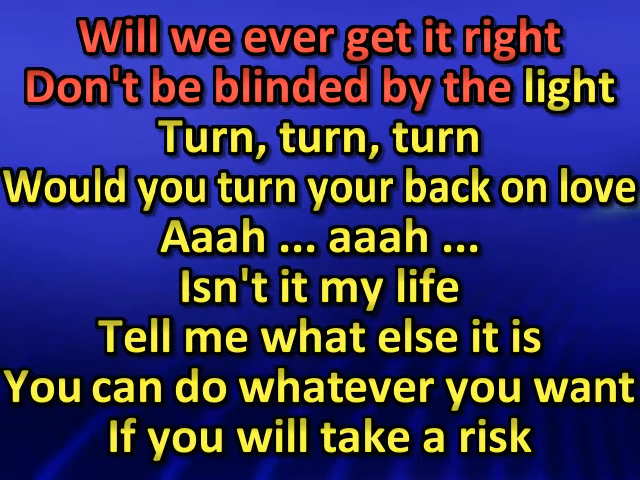 Will we ever get it right
Don't be blinded by the light
Turn, turn, turn
Would you turn your back on love
Aaah ... aaah ...
Isn't it my life
Tell me what else it is
You can do whatever you want
If you will take a risk